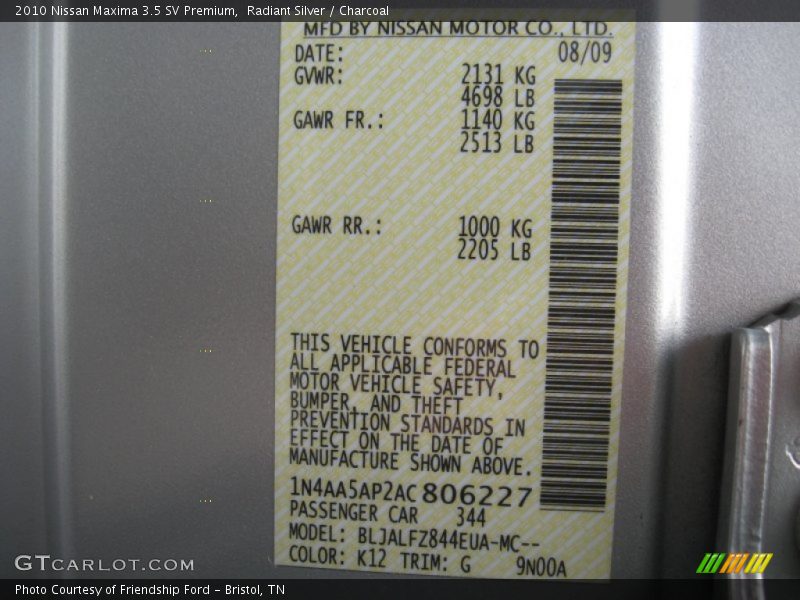 2010 Nissan Maxima 3.5 SV Premium, Radiant Silver / Charcoal
MFD BY NISSAN MOTOR CO., LTD.
DATE: 08/09
GVWR: 2131 KG
4698 LB
GAWR FR.: 1140 KG
2513 LB
GAWR RR.: 1000 KG
2205 LB
THIS VEHICLE CONFORMS TO
ALL APPLICABLE FEDERAL
MOTOR VEHICLE SAFETY,
BUMPER, AND THEFT
PREVENTION STANDARDS IN
EFFECT ON THE DATE OF
MANUFACTURE SHOWN ABOVE.
1N4AA5AP2AC806227
PASSENGER CAR 344
MODEL: BLJALFZ844EUA-MC--
COLOR: K12 TRIM: G 9N00A
GTCARLOT.COM
Photo Courtesy of Friendship Ford - Bristol, TN